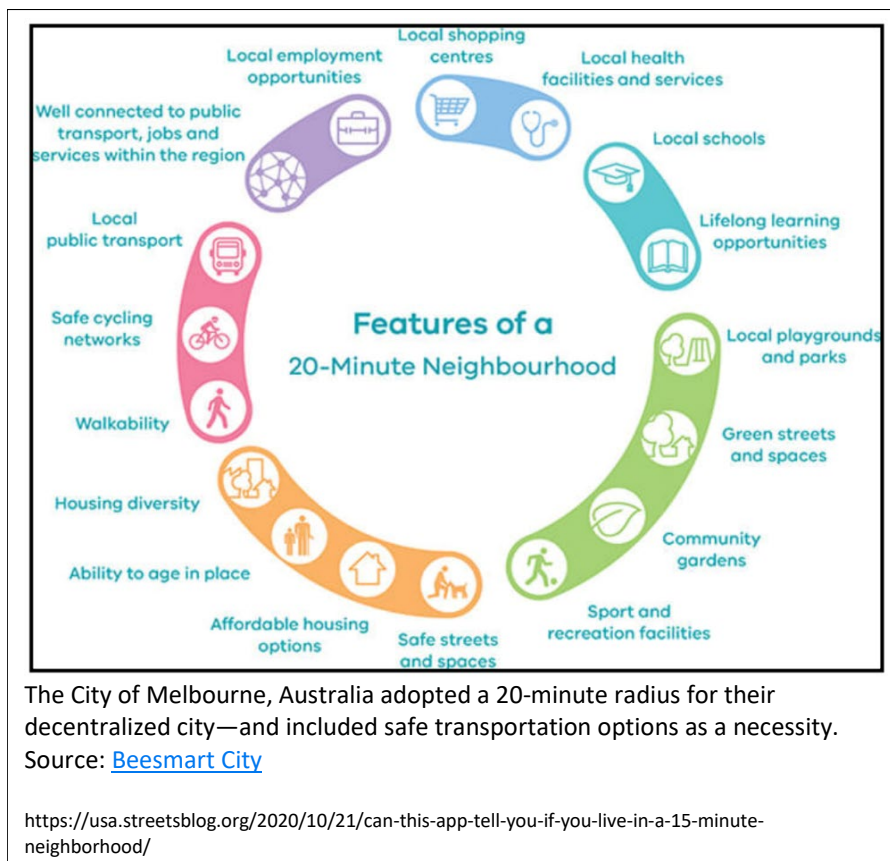 Local shopping
centres
Local health
facilities and services
Local schools
Lifelong learning
opportunities
Local playgrounds
and parks
Green streets
and spaces
Community
gardens
Sport and
recreation facilities
Safe streets
and spaces
Affordable housing
options
Ability to age in place
Housing diversity
Walkability
Safe cycling
networks
Local
public transport
Well connected to public
transport, jobs and
services within the region
Local employment
opportunities
Features of a
20-Minute Neighbourhood
The City of Melbourne, Australia adopted a 20-minute radius for their
decentralized city—and included safe transportation options as a necessity.
Source: Beesmart City
https://usa.streetsblog.org/2020/10/21/can-this-app-tell-you-if-you-live-in-a-15-minute-
neighborhood/